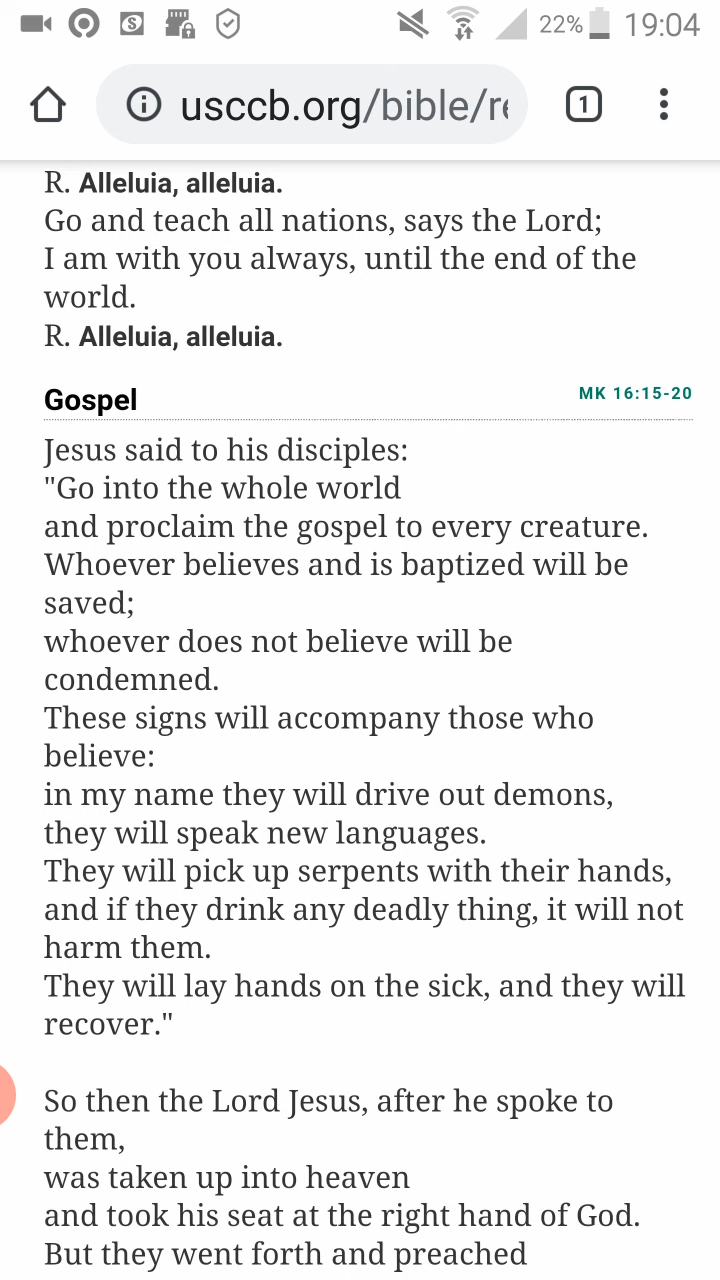 22% 19:04
usccb.org/bible/re
1
R. Alleluia, alleluia.
Go and teach all nations, says the Lord;
I am with you always, until the end of the
world.
R. Alleluia, alleluia.
Gospel MK 16:15-20
Jesus said to his disciples:
"Go into the whole world
and proclaim the gospel to every creature.
Whoever believes and is baptized will be
saved;
whoever does not believe will be
condemned.
These signs will accompany those who
believe:
in my name they will drive out demons,
they will speak new languages.
They will pick up serpents with their hands,
and if they drink any deadly thing, it will not
harm them.
They will lay hands on the sick, and they will
recover."
So then the Lord Jesus, after he spoke to
them,
was taken up into heaven
and took his seat at the right hand of God.
But they went forth and preached